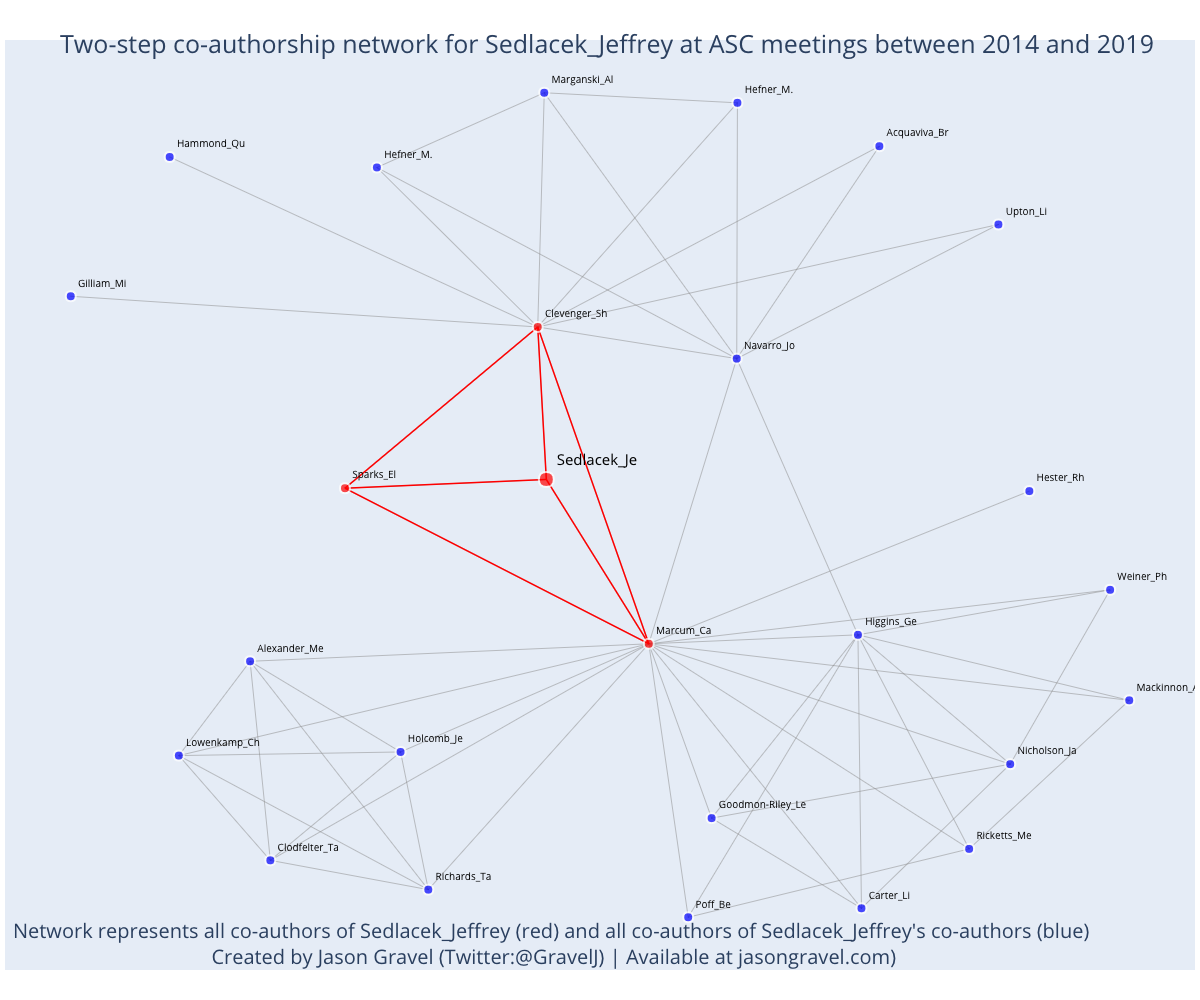 Two-step co-authorship network for Sedlacek_Jeffrey at ASC meetings between 2014 and 2019
Marganski_Al
Hefner_M.
Acquaviva_Br
Hammond_Qu
Hefner_M.
Upton_Li
Gilliam_Mi
Clevenger_Sh
Navarro_Jo
Sedlacek_Je
Sparks_El
Hester_Rh
Weiner_Ph
Higgins_Ge
Marcum_Ca
Alexander_Me
Mackinnon_A
Lowenkamp_Ch
Holcomb_Je
Nicholson_Ja
Goodmon-Riley_Le
Ricketts_Me
Clodfelter_Ta
Richards_Ta
Carter_Li
Poff_Be
Network represents all co-authors of Sedlacek_Jeffrey (red) and all co-authors of Sedlacek_Jeffrey's co-authors (blue)
Created by Jason Gravel (Twitter:@GravelJ) | Available at jasongravel.com)